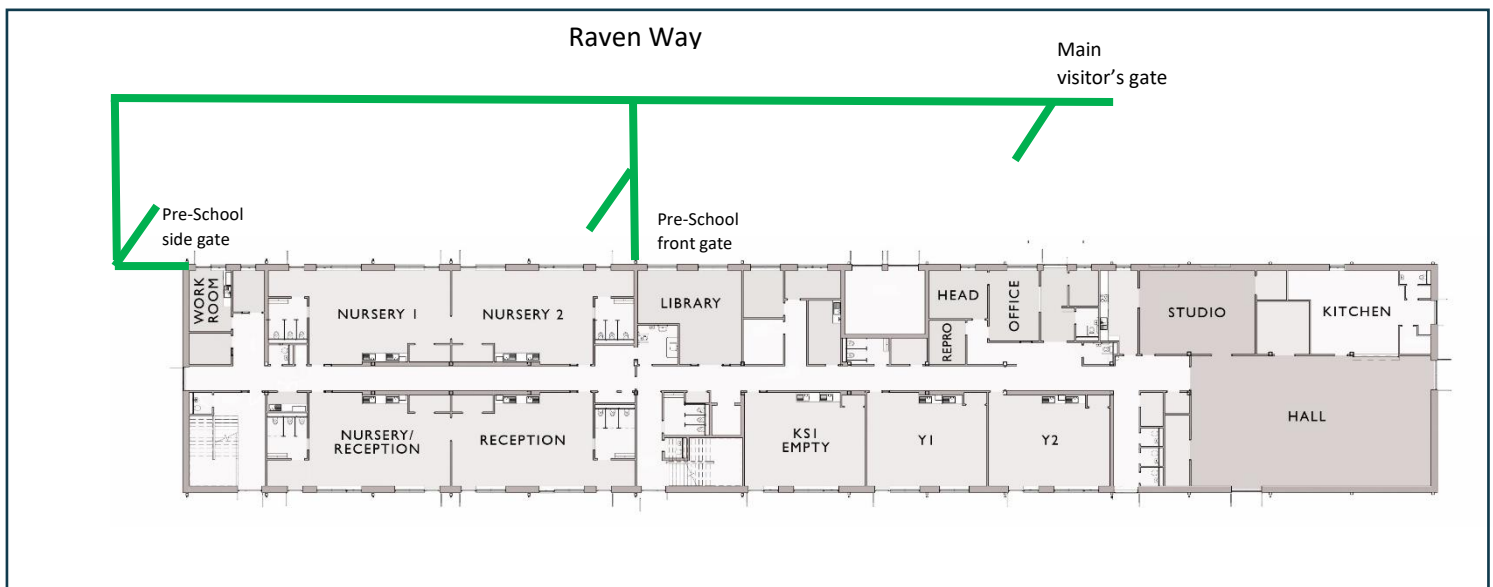 Raven Way
Main
visitor's gate
Pre-School
side gate
Pre-School
front gate
WORK
ROOM
NURSERY 1
NURSERY 2
LIBRARY
HEAD
OFFICE
REPRO
STUDIO
KITCHEN
NURSERY/
RECEPTION
RECEPTION
KS1
EMPTY
Y1
Y2
HALL